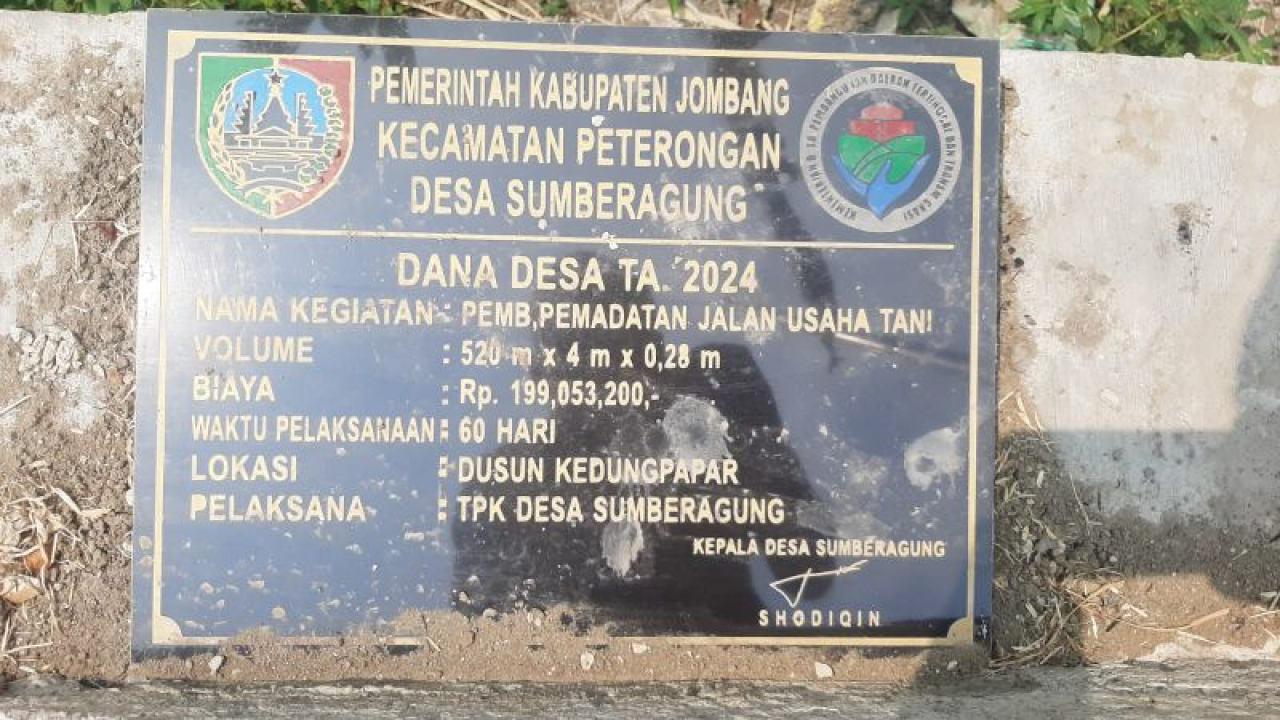 PEMERINTAH KABUPATEN JOMBANG
KECAMATAN PETERONGAN
DESA SUMBERAGUNG
DANA DESA TA. 2024
NAMA KEGIATAN : PEMB,PEMADATAN JALAN USAHA TANI
VOLUME : 520 m x 4 m x 0,28 m
BIAYA : Rp. 199,053,200,-
WAKTU PELAKSANAAN : 60 HARI
LOKASI : DUSUN KEDUNGPAPAR
PELAKSANA : TPK DESA SUMBERAGUNG
KEPALA DESA SUMBERAGUNG
SHODIQIN